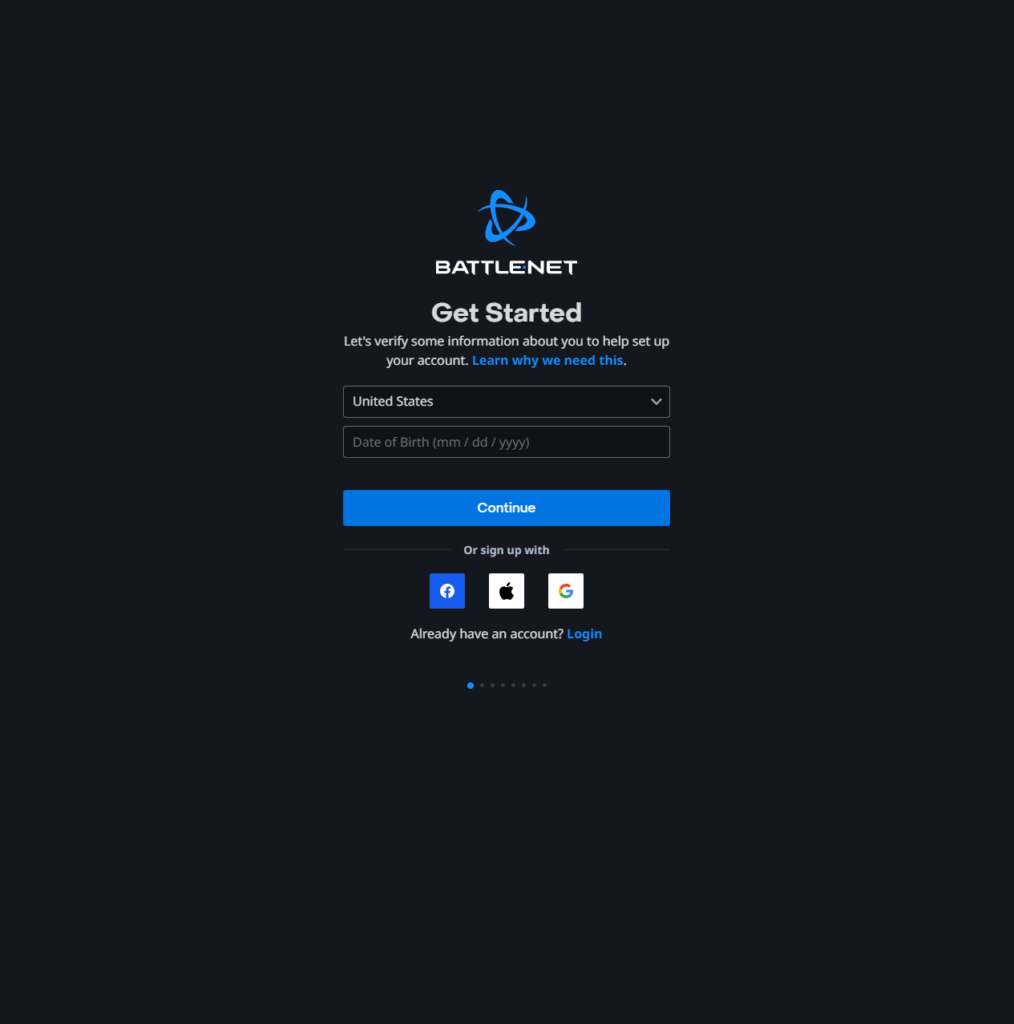 BATTLE.NET
Get Started
Let's verify some information about you to help set up
your account. Learn why we need this.
United States
Date of Birth (mm / dd / yyyy)
Continue
Or sign up with
Already have an account? Login